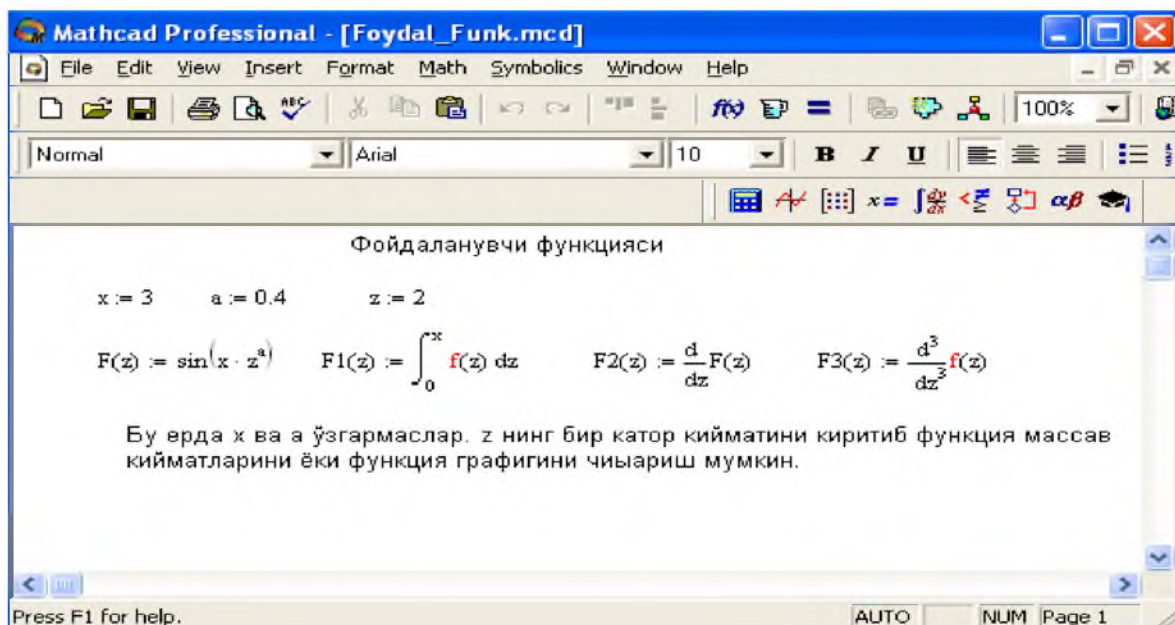 Mathcad Professional - [Foydal_Funk.mcd]
File Edit View Insert Format Math Symbolics Window Help
100%
Normal Arial 10 B I U
x= αβ
Фойдаланувчи функцияси
x := 3 a := 0.4 z := 2
F(z) := sin(x · z^a) F1(z) := ∫_0^x f(z) dz F2(z) := d/dz F(z) F3(z) := d^3/dz^3 f(z)
Бу ерда х ва а ўзгармаслар. z нинг бир катор кийматини киритиб функция массав
кийматларини ёки функция графигини чиыариш мумкин.
Press F1 for help. AUTO NUM Page 1